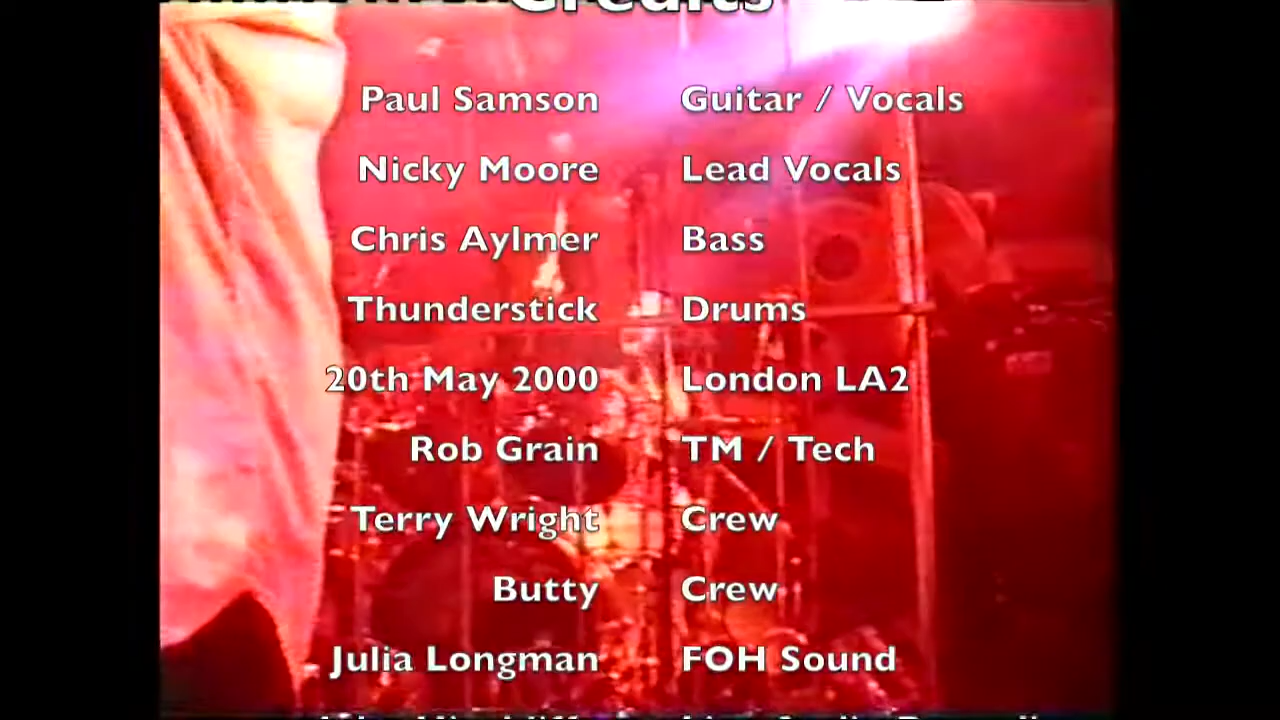 Credits
Paul Samson Guitar / Vocals
Nicky Moore Lead Vocals
Chris Aylmer Bass
Thunderstick Drums
20th May 2000 London LA2
Rob Grain TM / Tech
Terry Wright Crew
Butty Crew
Julia Longman FOH Sound